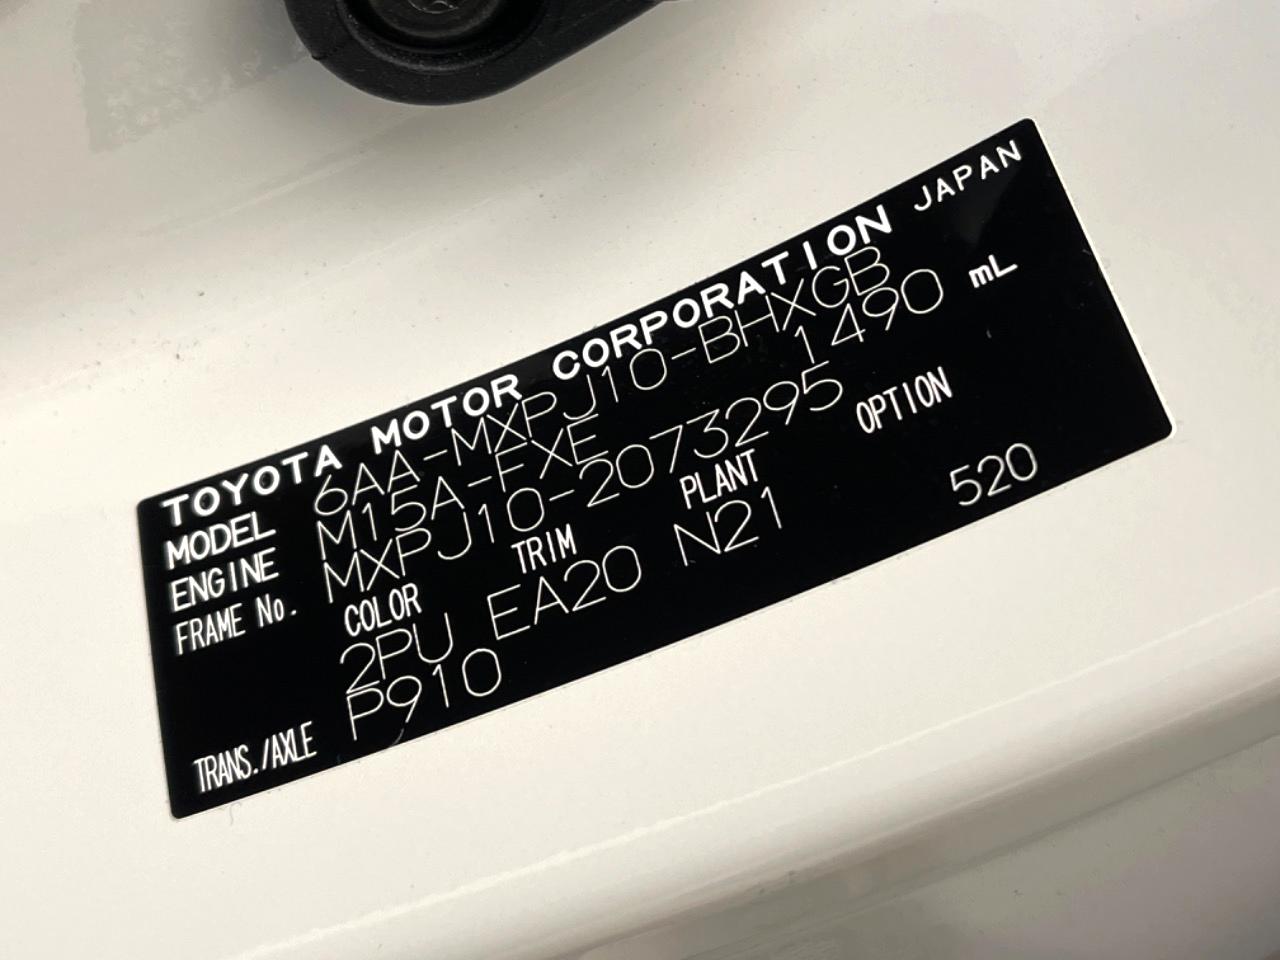 TOYOTA MOTOR CORPORATION JAPAN
MODEL 6AA-MXPJ10-BHXGB
ENGINE M15A-FXE 1490 mL
FRAME No. MXPJ10-2073295
COLOR TRIM PLANT OPTION
2PU EA20 N21 520
TRANS./AXLE P910